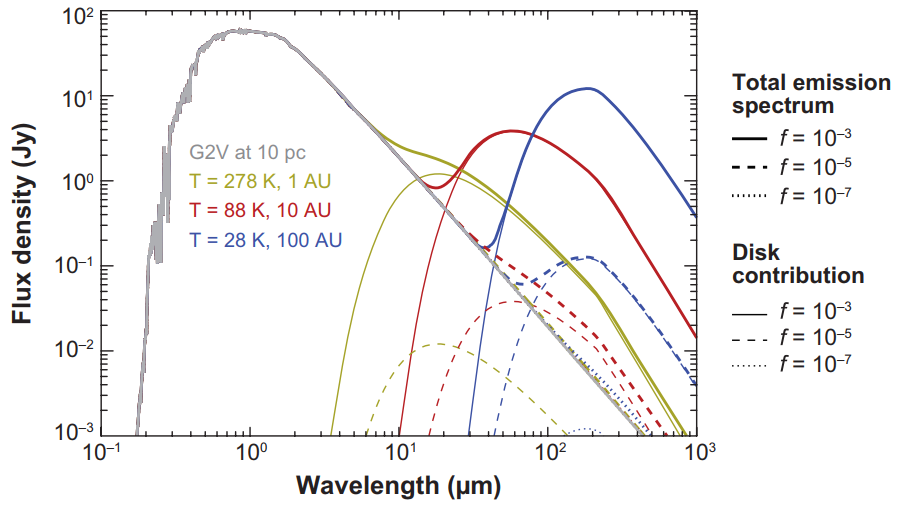 10²
10¹
10⁰
10⁻¹
10⁻²
10⁻³
Flux density (Jy)
G2V at 10 pc
T = 278 K, 1 AU
T = 88 K, 10 AU
T = 28 K, 100 AU
10⁻¹ 10⁰ 10¹ 10² 10³
Wavelength (µm)
Total emission
spectrum
f = 10⁻³
f = 10⁻⁵
f = 10⁻⁷
Disk
contribution
f = 10⁻³
f = 10⁻⁵
f = 10⁻⁷